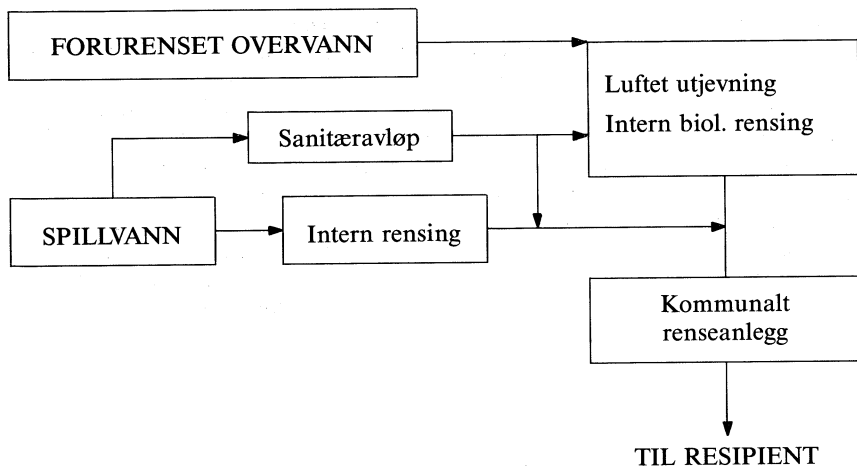 FORURENSET OVERVANN
Luftet utjevning
Intern biol. rensing
Sanitæravløp
SPILLVANN
Intern rensing
Kommunalt
renseanlegg
TIL RESIPIENT